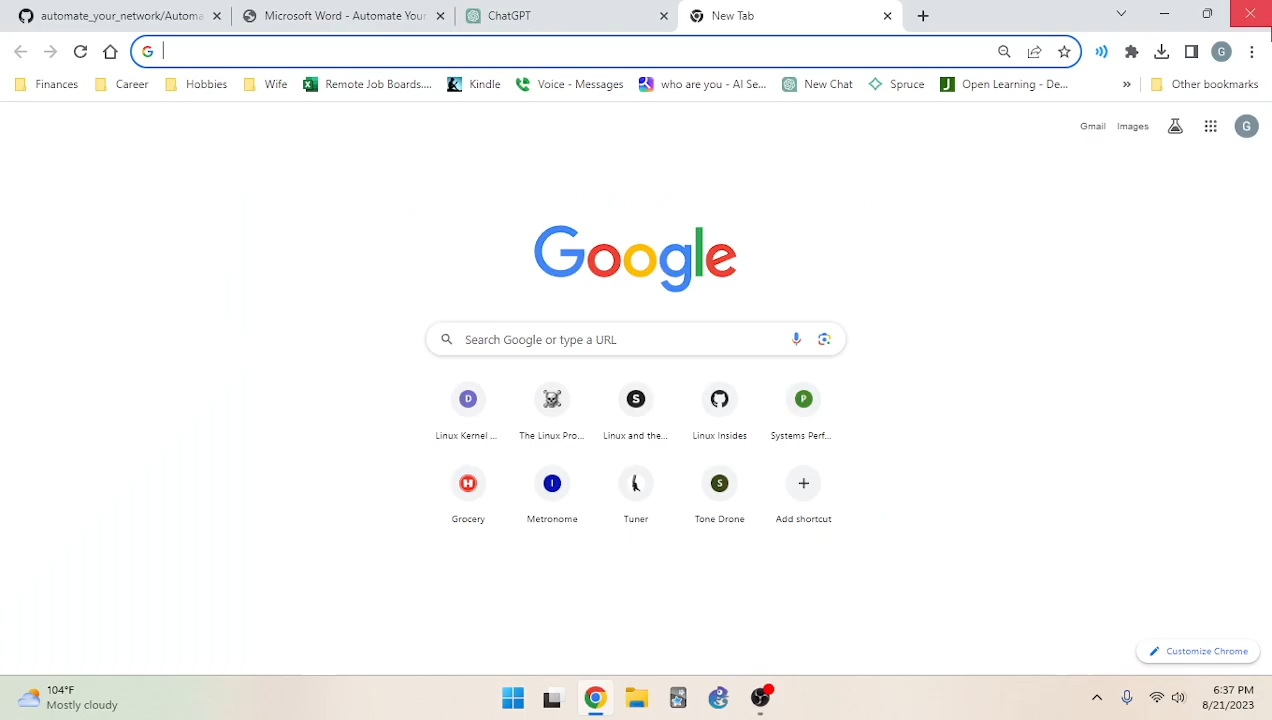 automate_your_network/Automa
Microsoft Word - Automate Your
ChatGPT
New Tab
G
Finances
Career
Hobbies
Wife
Remote Job Boards....
Kindle
Voice - Messages
who are you - AI Se...
New Chat
Spruce
J
Open Learning - De...
»
Other bookmarks
Gmail
Images
G
Google
Search Google or type a URL
D
S
P
Linux Kernel ...
The Linux Pro...
Linux and the...
Linux Insides
Systems Perf...
H
I
S
Grocery
Metronome
Tuner
Tone Drone
Add shortcut
Customize Chrome
104°F
Mostly cloudy
6:37 PM
8/21/2023